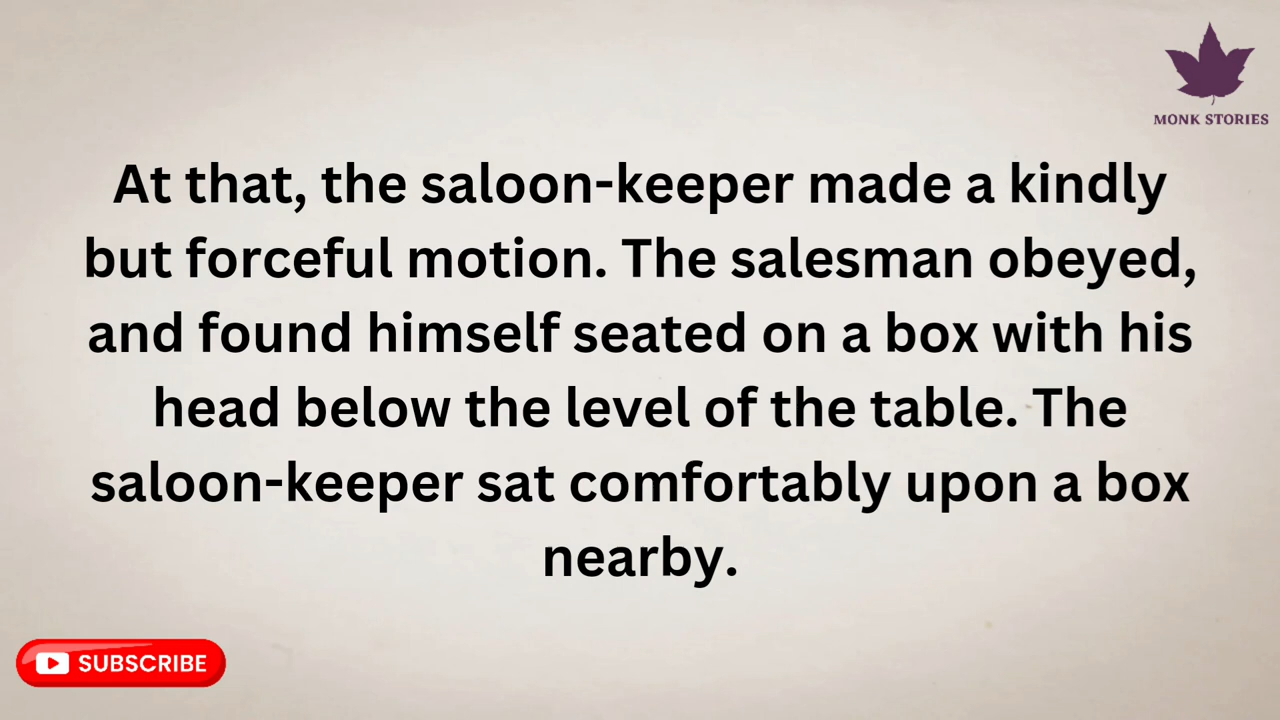 MONK STORIES
At that, the saloon-keeper made a kindly
but forceful motion. The salesman obeyed,
and found himself seated on a box with his
head below the level of the table. The
saloon-keeper sat comfortably upon a box
nearby.
SUBSCRIBE